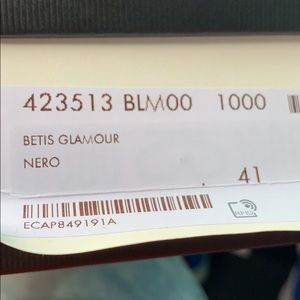 423513 BLM00 1000
BETIS GLAMOUR
NERO
41
ECAP849191A